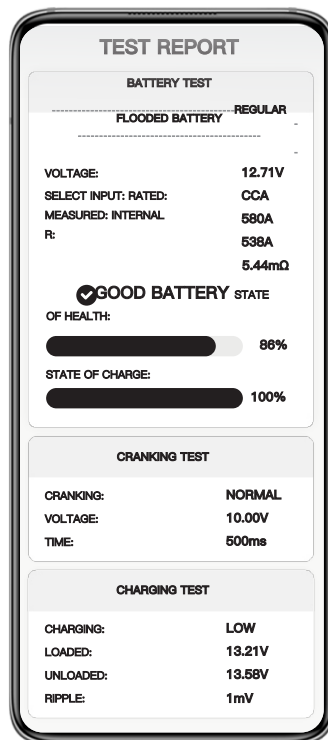 TEST REPORT
BATTERY TEST
---------------------------------------------REGULAR
FLOODED BATTERY -
---------------------------------------------
-
VOLTAGE: 12.71V
SELECT INPUT: RATED: CCA
MEASURED: INTERNAL 580A
R: 538A
5.44mΩ
GOOD BATTERY STATE
OF HEALTH:
86%
STATE OF CHARGE:
100%
CRANKING TEST
CRANKING: NORMAL
VOLTAGE: 10.00V
TIME: 500ms
CHARGING TEST
CHARGING: LOW
LOADED: 13.21V
UNLOADED: 13.58V
RIPPLE: 1mV